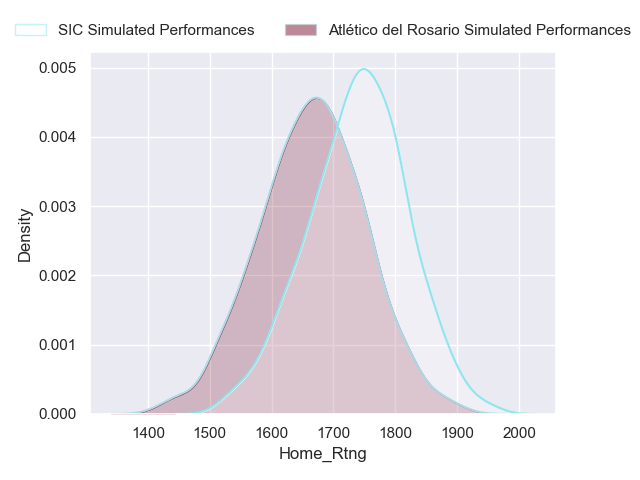 SIC Simulated Performances
Atlético del Rosario Simulated Performances
0.005
0.004
0.003
0.002
0.001
0.000
Density
1400 1500 1600 1700 1800 1900 2000
Home_Rtng